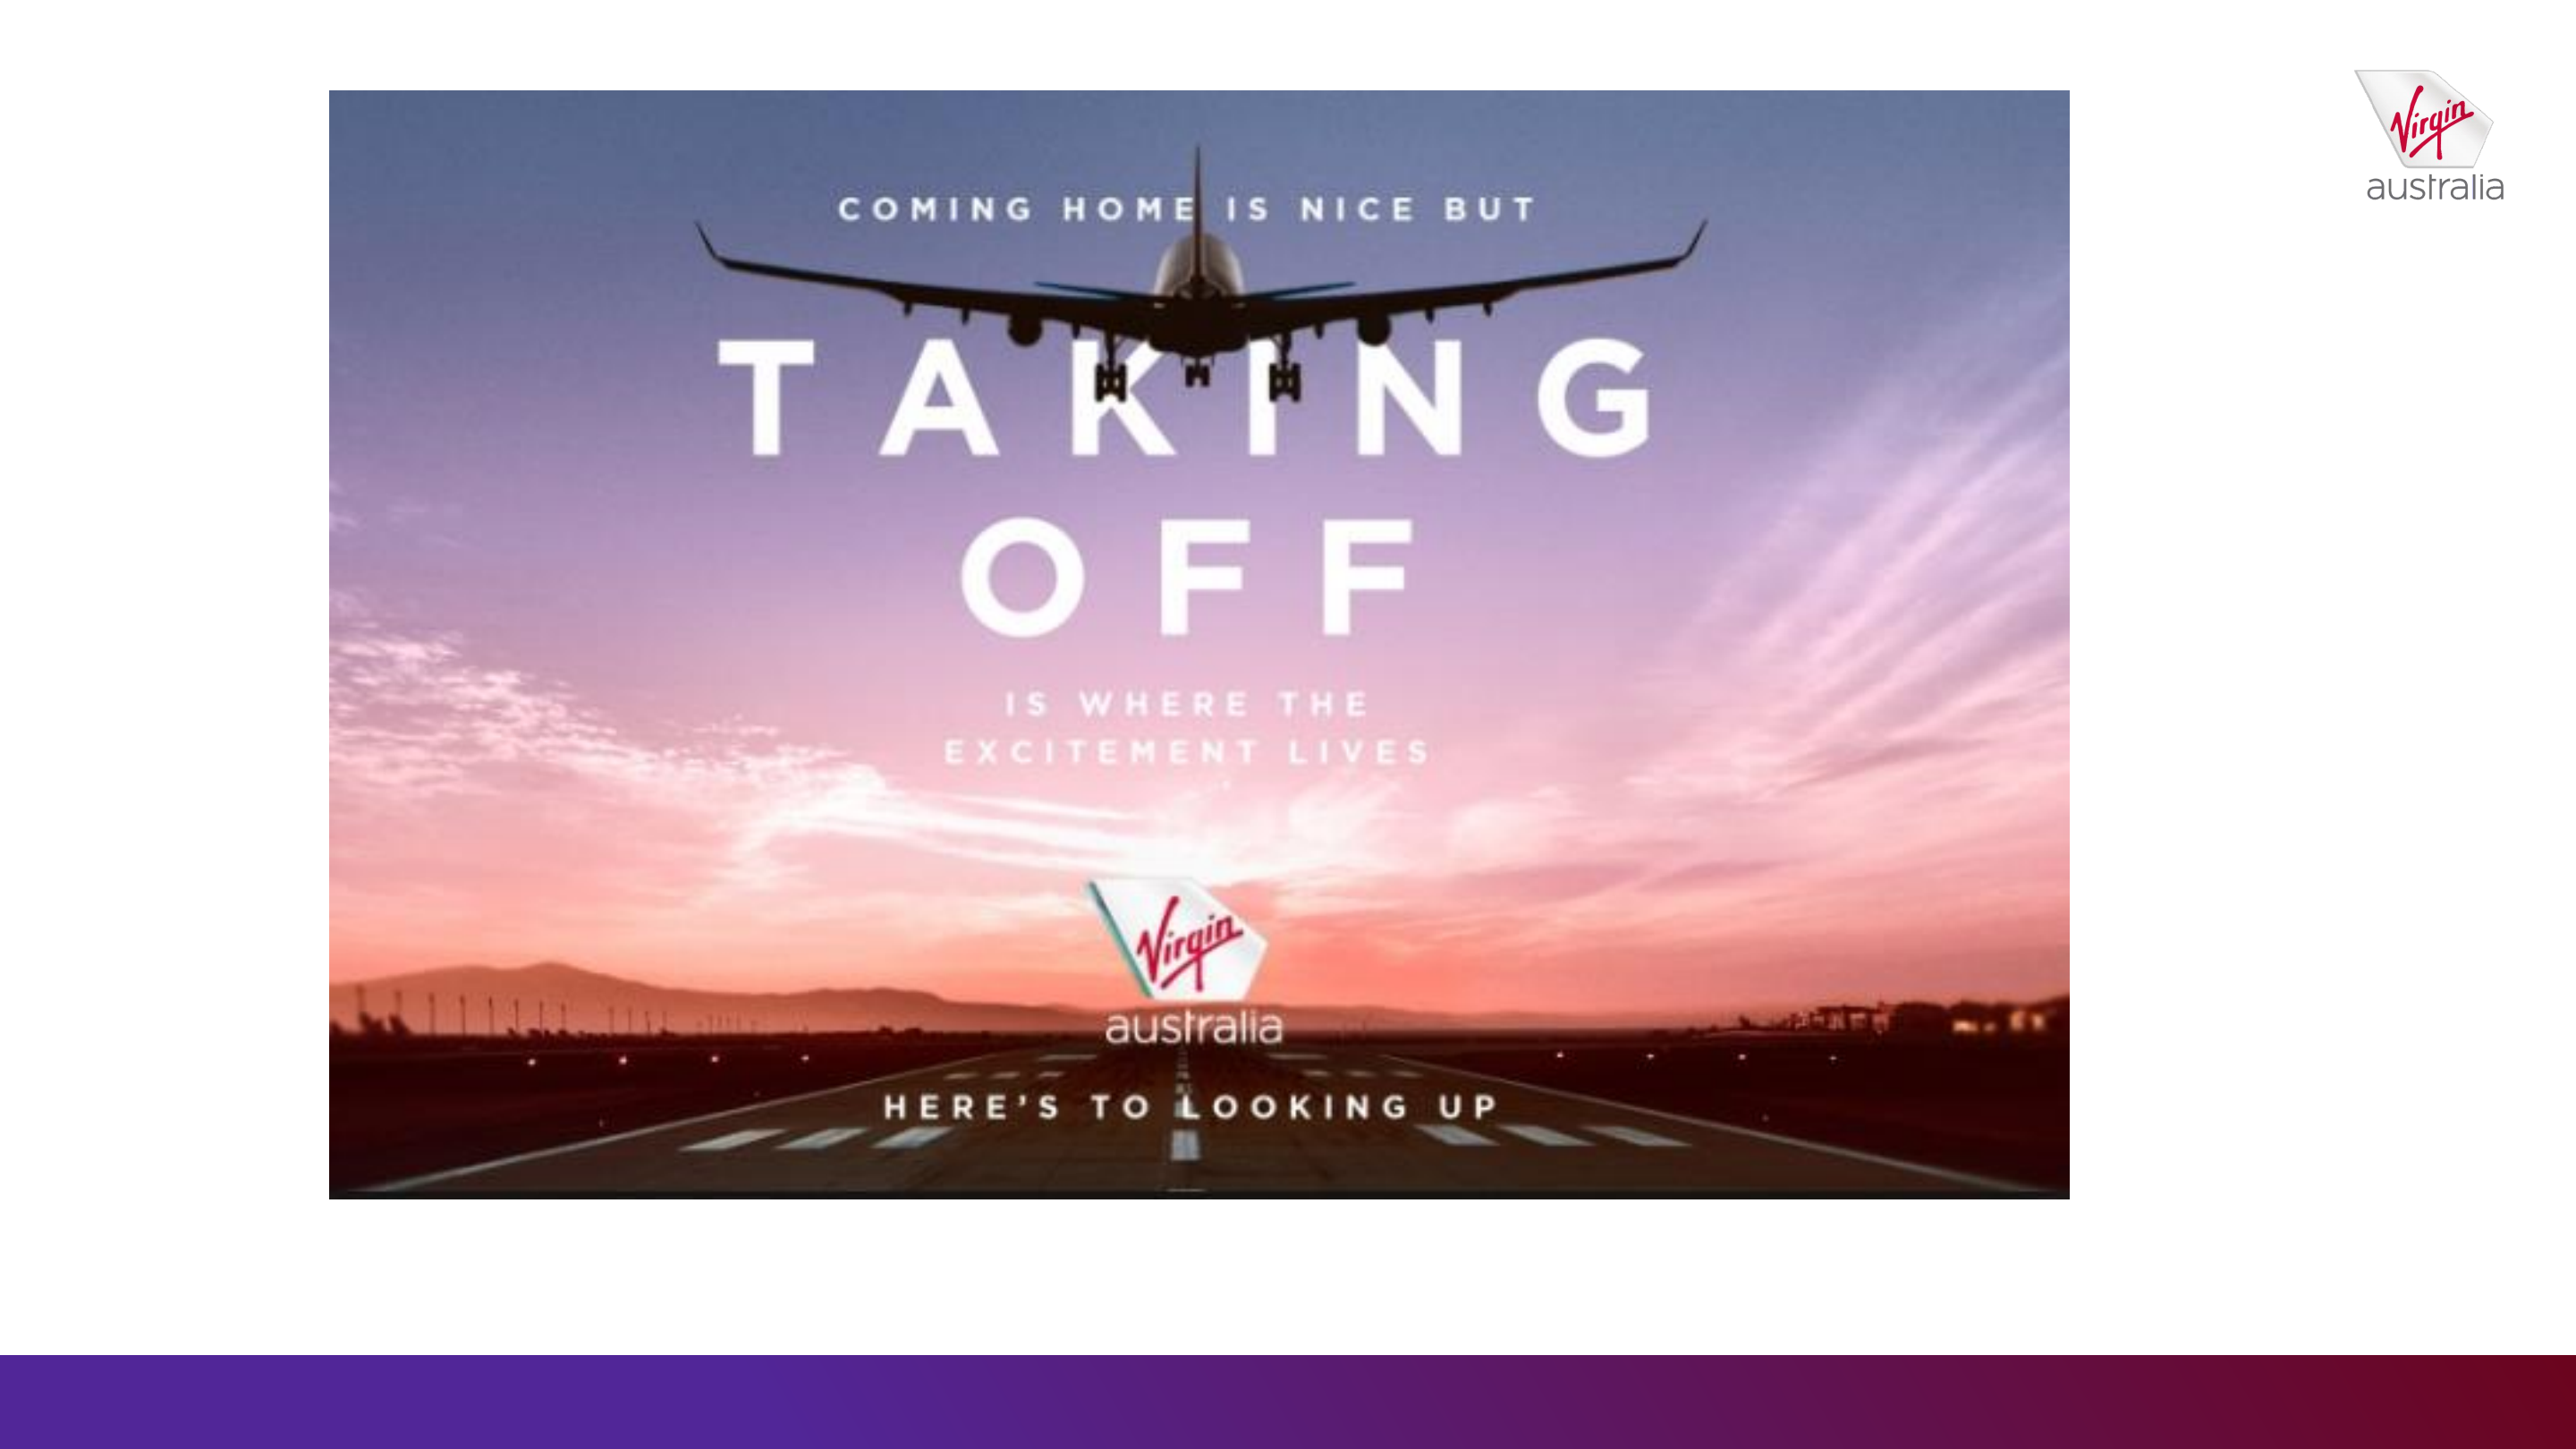 COMING HOME IS NICE BUT
TAKING
OFF
IS WHERE THE
EXCITEMENT LIVES
Virgin
australia
HERE'S TO LOOKING UP
Virgin
australia